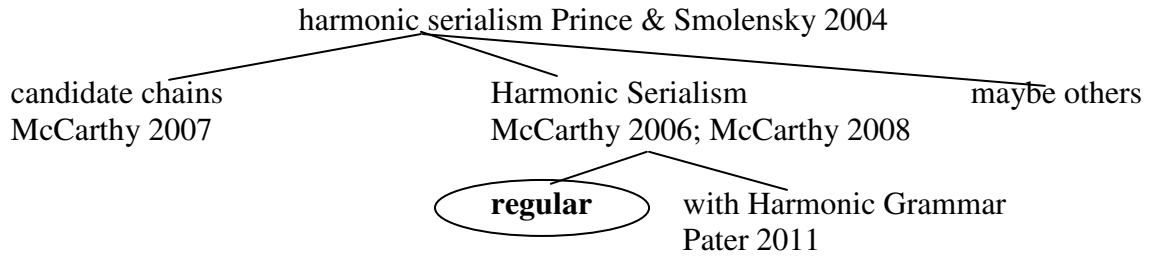 harmonic serialism Prince & Smolensky 2004
candidate chains Harmonic Serialism maybe others
McCarthy 2007 McCarthy 2006; McCarthy 2008
regular with Harmonic Grammar
Pater 2011